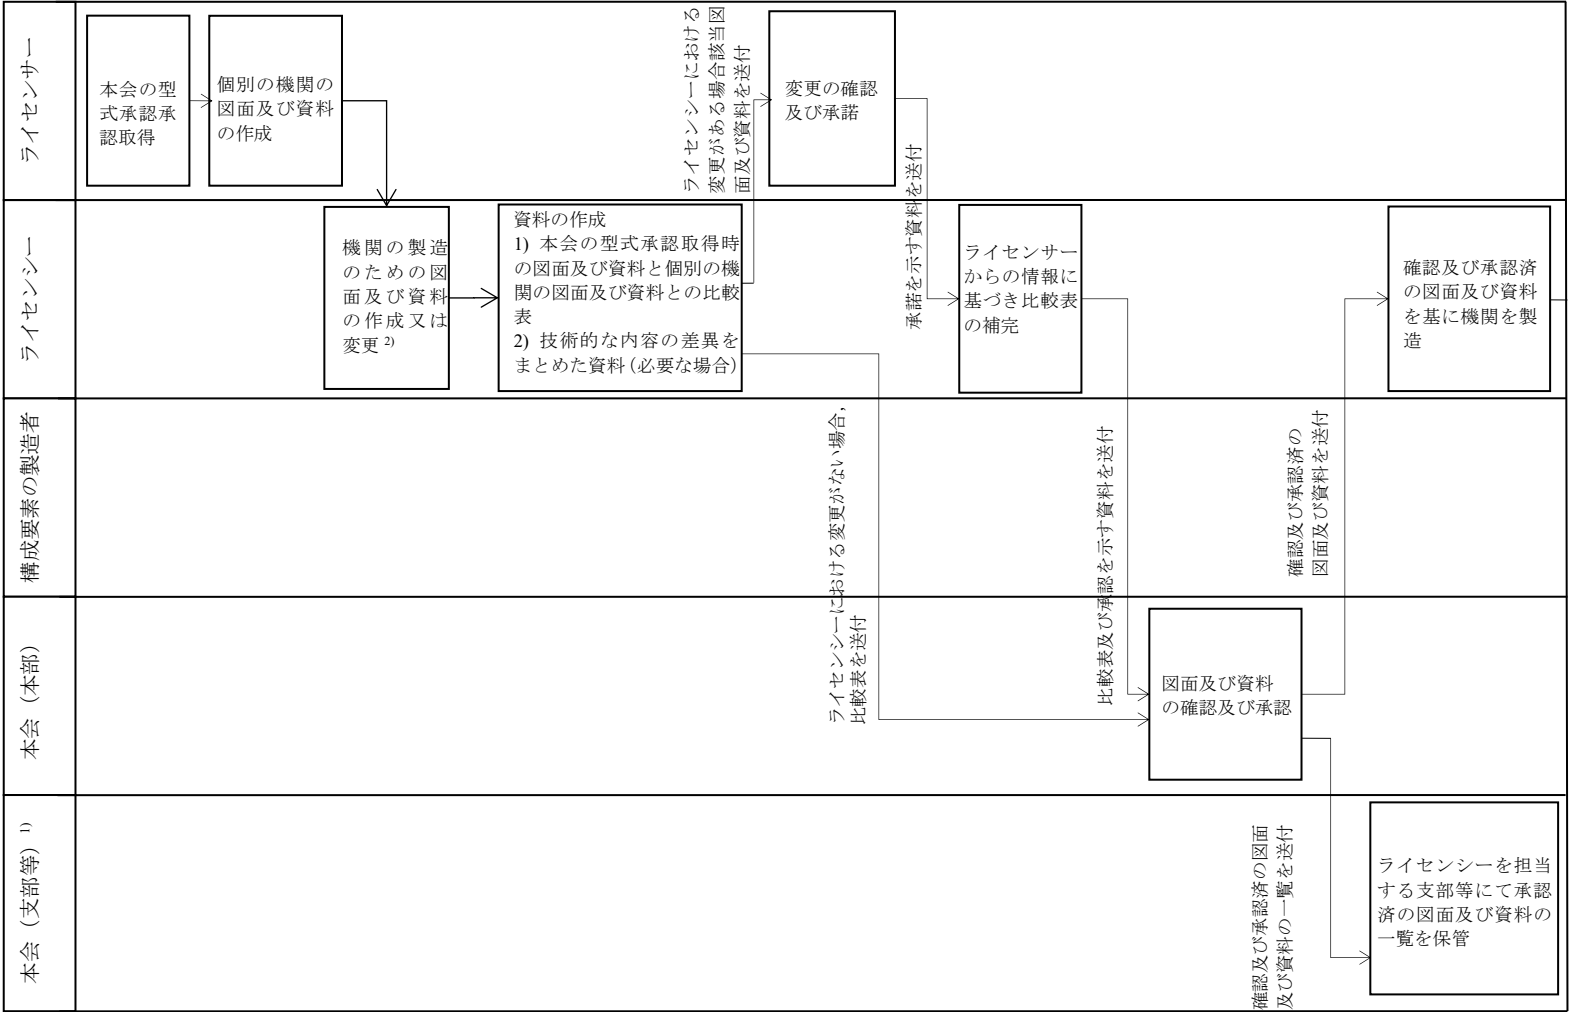 ライセンサー
本会の型
式承認承
認取得
個別の機関の
図面及び資料
の作成
ライセンシーにおける
変更がある場合該当図
面及び資料を送付
変更の確認
及び承諾
承諾を示す資料を送付
ライセンシー
機関の製造
のための図
面及び資料
の作成又は
変更 2)
資料の作成
1) 本会の型式承認取得時
の図面及び資料と個別の機
関の図面及び資料との比較
表
2) 技術的な内容の差異を
まとめた資料(必要な場合)
ライセンサー
からの情報に
基づき比較表
の補完
確認及び承認済
の図面及び資料
を基に機関を製
造
構成要素の製造者
ライセンシーにおける変更がない場合,
比較表を送付
比較表及び承認を示す資料を送付
確認及び承認済の
図面及び資料を送付
本会(本部)
図面及び資料
の確認及び承認
本会(支部等)1)
確認及び承認済の図面
及び資料の一覧を送付
ライセンシーを担当
する支部等にて承認
済の図面及び資料の
一覧を保管